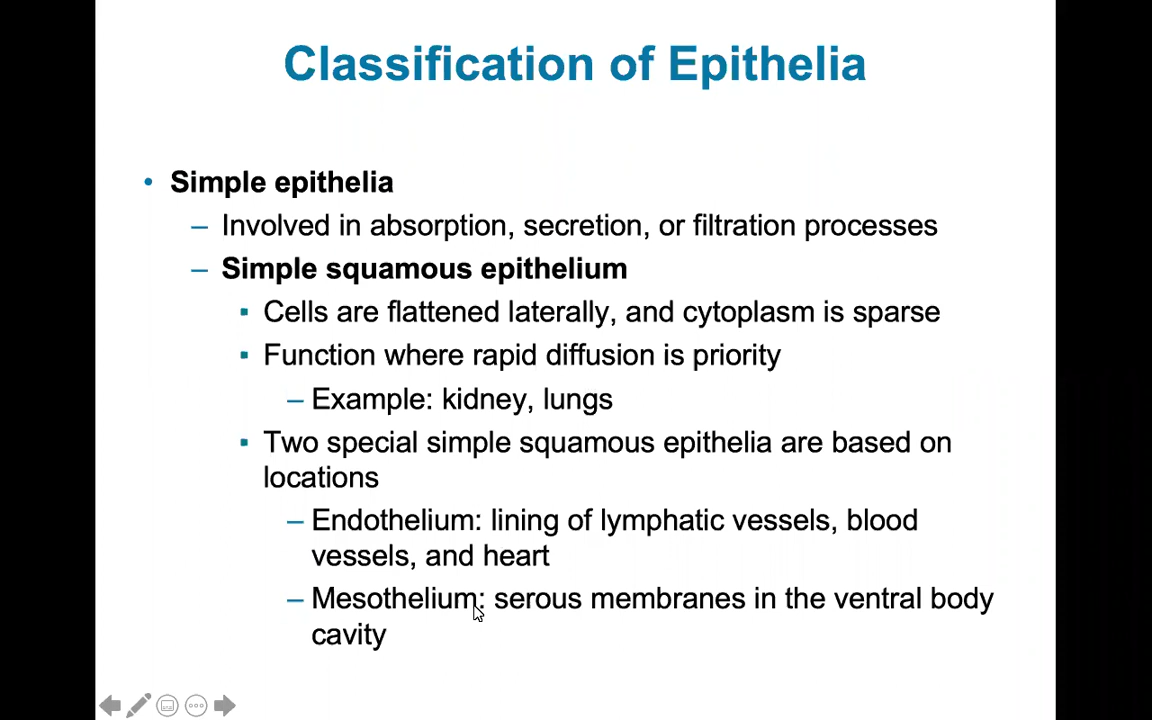 Classification of Epithelia
• Simple epithelia
– Involved in absorption, secretion, or filtration processes
– Simple squamous epithelium
▪ Cells are flattened laterally, and cytoplasm is sparse
▪ Function where rapid diffusion is priority
– Example: kidney, lungs
▪ Two special simple squamous epithelia are based on
locations
– Endothelium: lining of lymphatic vessels, blood
vessels, and heart
– Mesothelium: serous membranes in the ventral body
cavity